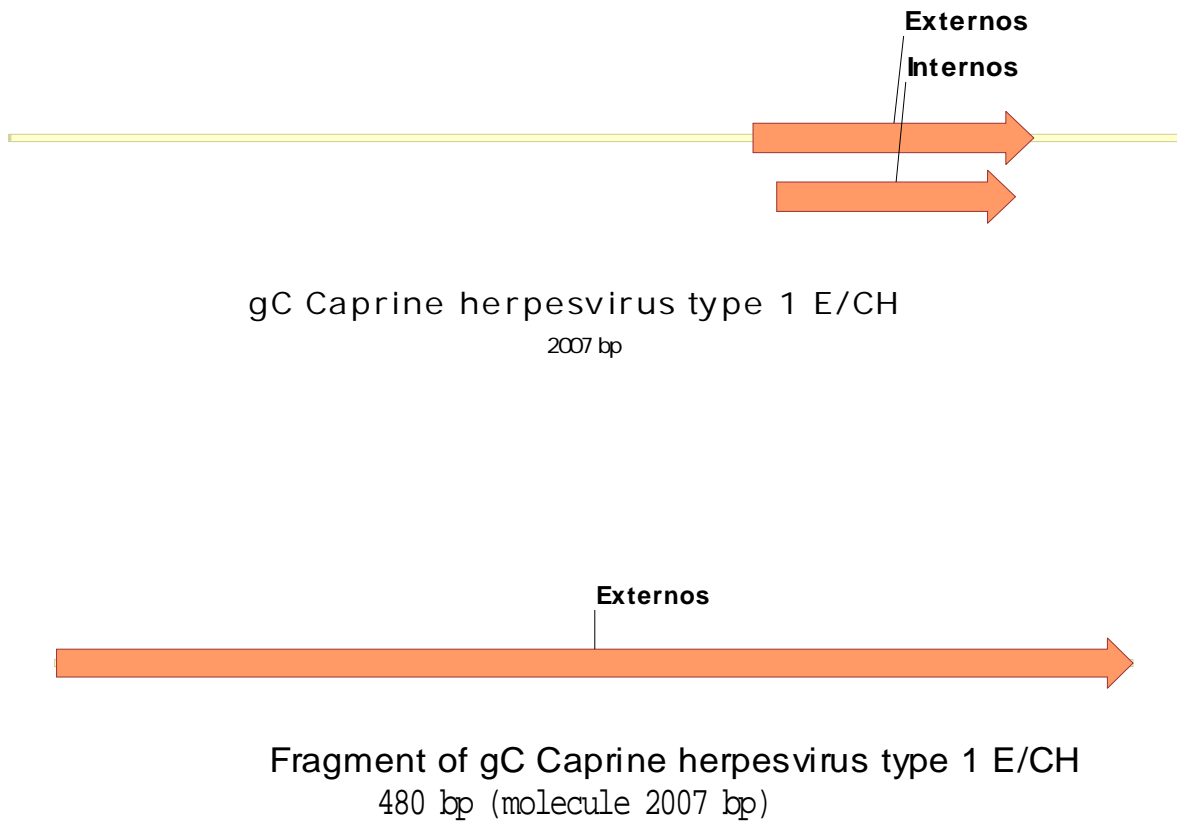 Externos
Internos
gC Caprine herpesvirus type 1 E/CH
2007 bp
Externos
Fragment of gC Caprine herpesvirus type 1 E/CH
480 bp (molecule 2007 bp)